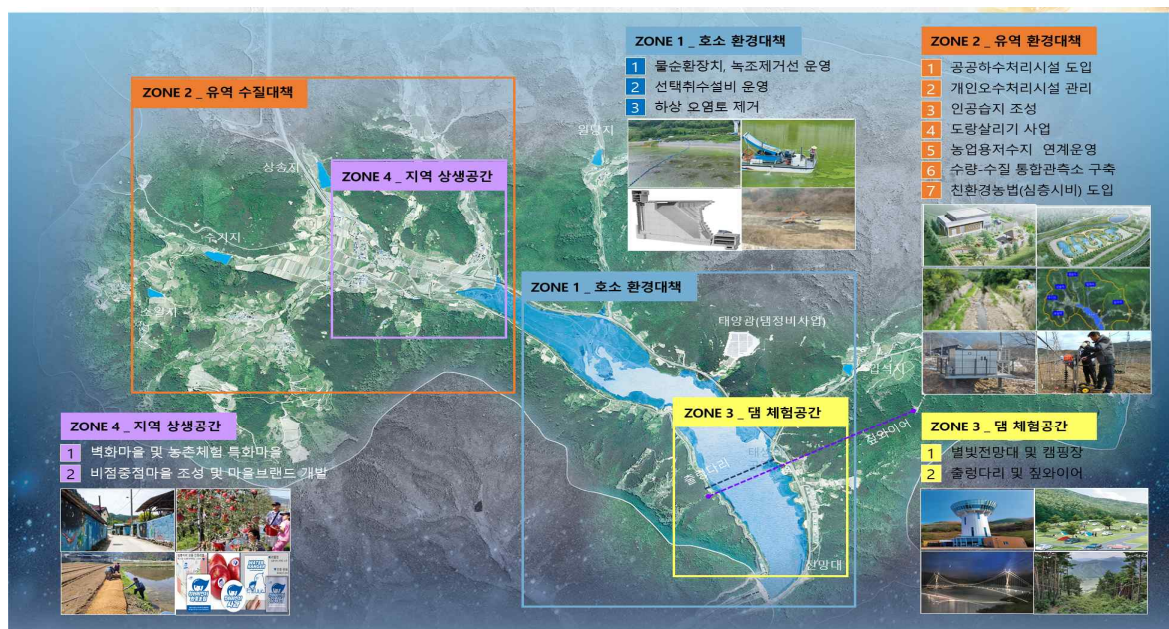 ZONE 1 _ 호소 환경대책
1 물순환장치, 녹조제거선 운영
2 선택취수설비 운영
3 하상 오염토 제거
ZONE 2 _ 유역 환경대책
1 공공하수처리시설 도입
2 개인오수처리시설 관리
3 인공습지 조성
4 도랑살리기 사업
5 농업용저수지 연계운영
6 수량-수질 통합관측소 구축
7 친환경농법(심층시비) 도입
ZONE 2 _ 유역 수질대책
상송지
ZONE 4 _ 지역 상생공간
수기지
ZONE 1 _ 호소 환경대책
태양광(댐정비사업)
ZONE 3 _ 댐 체험공간
짚와이어
출렁다리
전망대
ZONE 4 _ 지역 상생공간
1 벽화마을 및 농촌체험 특화마을
2 비점중점마을 조성 및 마을브랜드 개발
ZONE 3 _ 댐 체험공간
1 별빛전망대 및 캠핑장
2 출렁다리 및 짚와이어